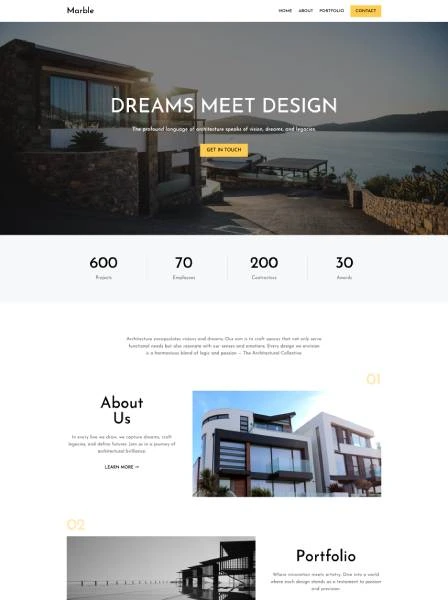 Marble
HOME ABOUT PORTFOLIO CONTACT
DREAMS MEET DESIGN
The profound language of architecture speaks of vision, dreams, and legacies.
GET IN TOUCH
600 70 200 30
Projects Employees Contractors Awards
Architecture encapsulates visions and dreams. Our aim is to craft spaces that not only serve
functional needs but also resonate with our senses and emotions. Every design we envision
is a harmonious blend of logic and passion – The Architectural Collective
01
About
Us
In every line we draw, we capture dreams, craft
legacies, and define futures. Join us in a journey of
architectural brilliance.
LEARN MORE
02
Portfolio
Where innovation meets artistry. Dive into a world
where each design stands as a testament to passion
and precision.